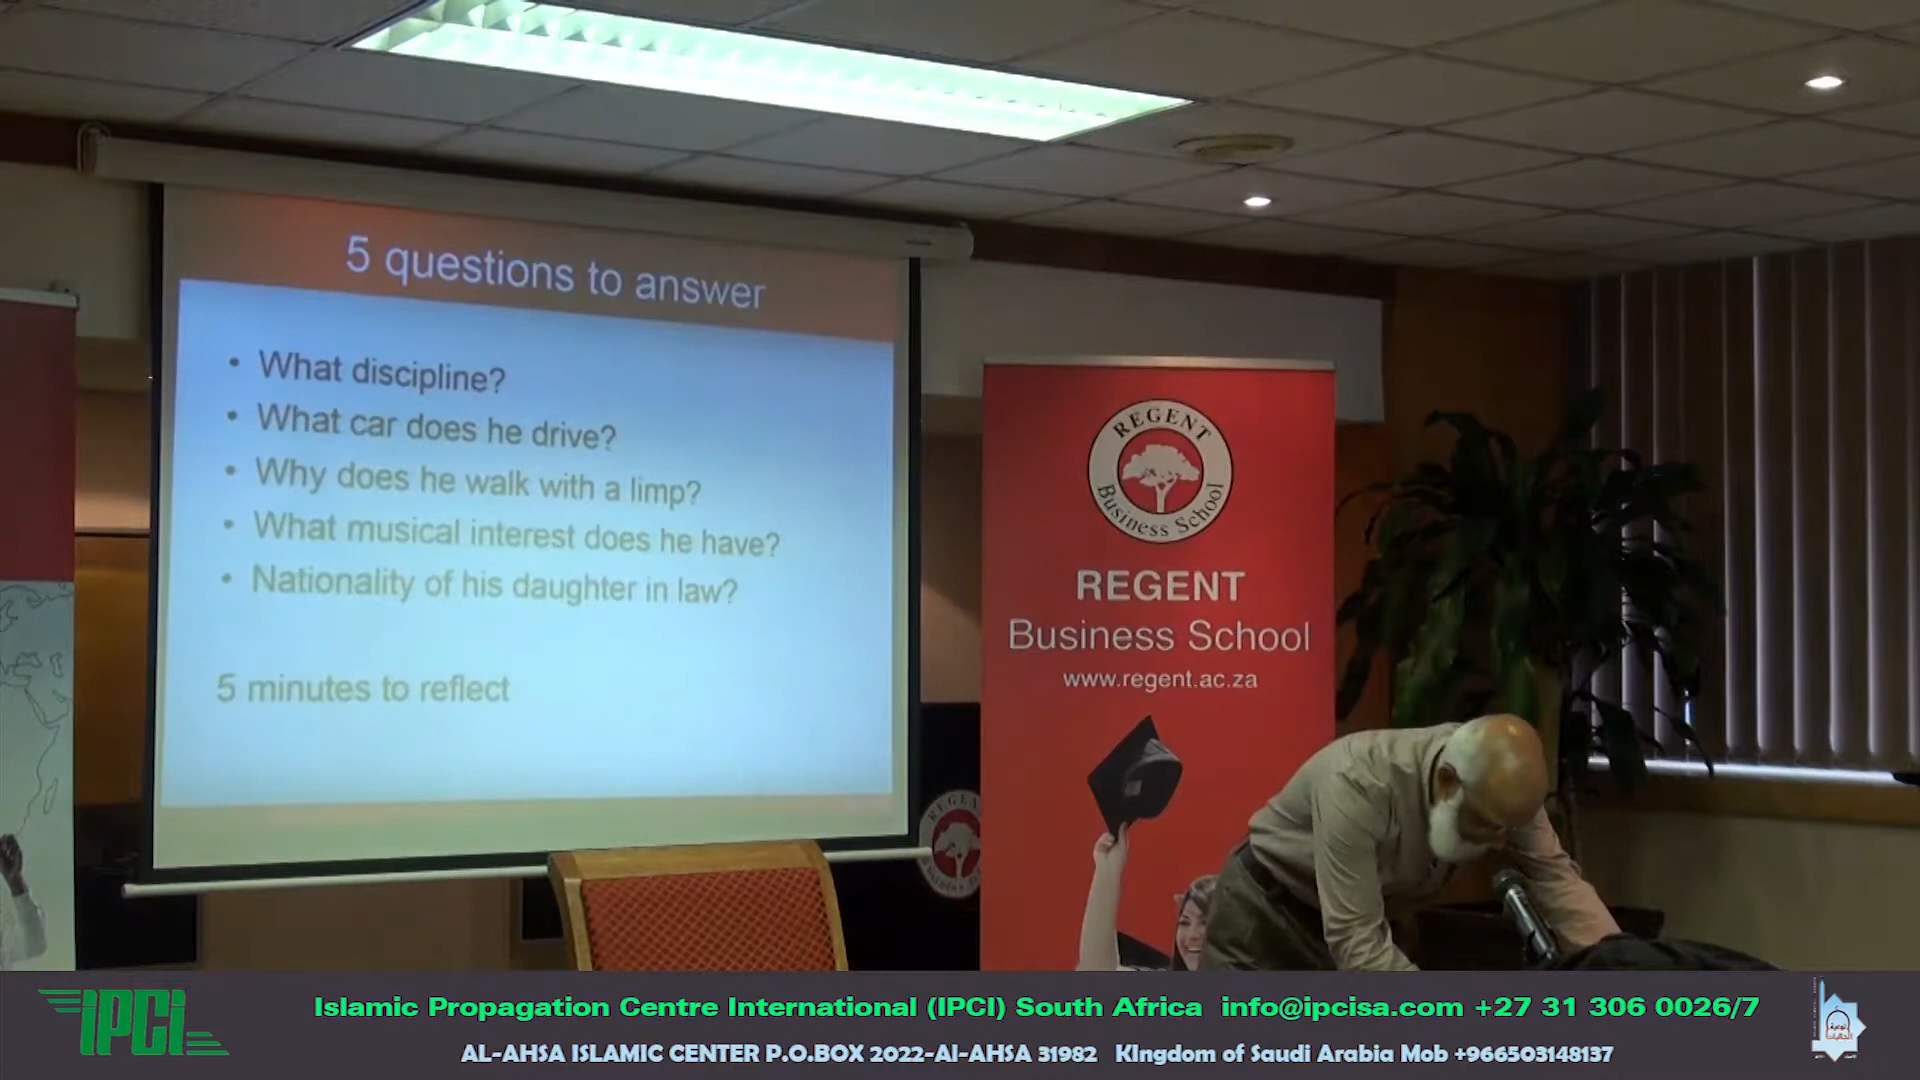 5 questions to answer
• What discipline?
• What car does he drive?
• Why does he walk with a limp?
• What musical interest does he have?
• Nationality of his daughter in law?
5 minutes to reflect
REGENT
Business School
REGENT
Business School
www.regent.ac.za
REGENT
IPCI
Islamic Propagation Centre International (IPCI) South Africa info@ipcisa.com +27 31 306 0026/7
AL-AHSA ISLAMIC CENTER P.O.BOX 2022-Al-AHSA 31982 KIngdom of Saudi Arabia Mob +966503148137